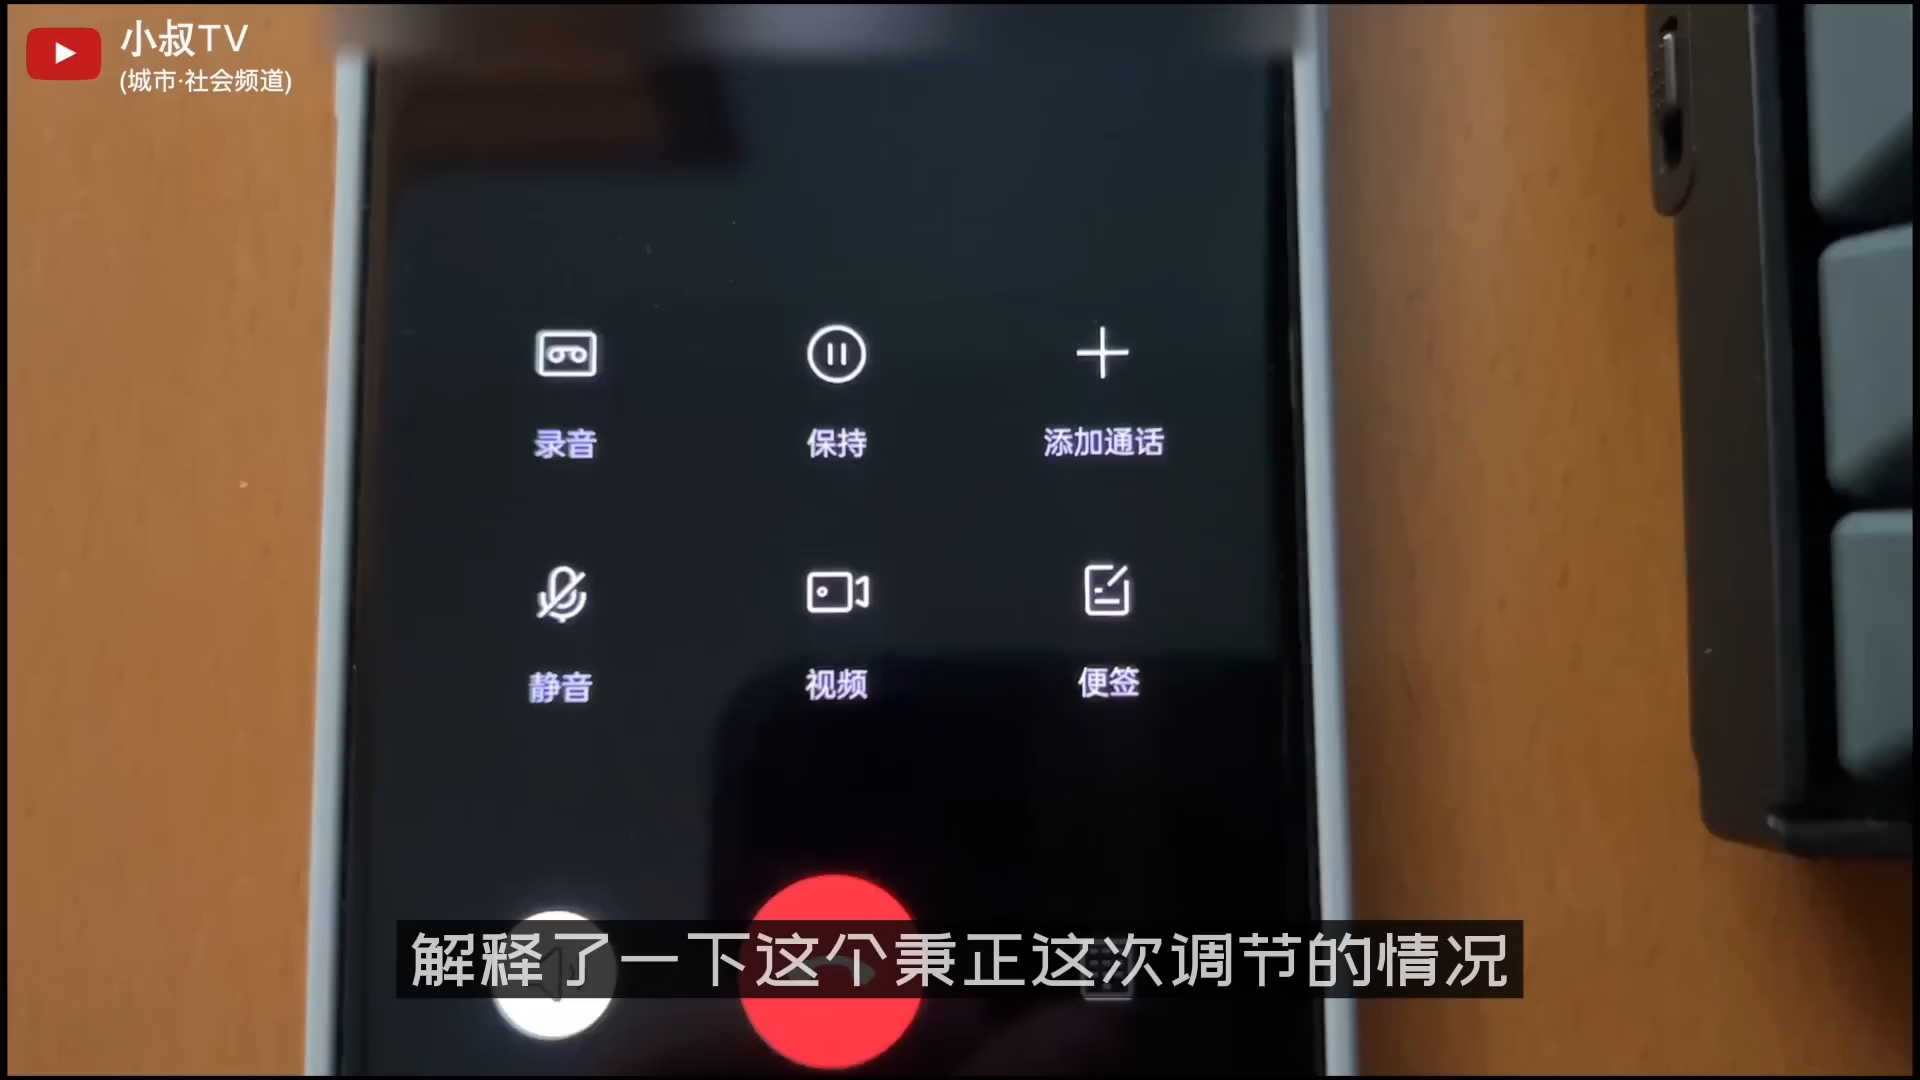 小叔TV
(城市·社会频道)
录音
保持
添加通话
静音
视频
便签
解释了一下这个秉正这次调节的情况